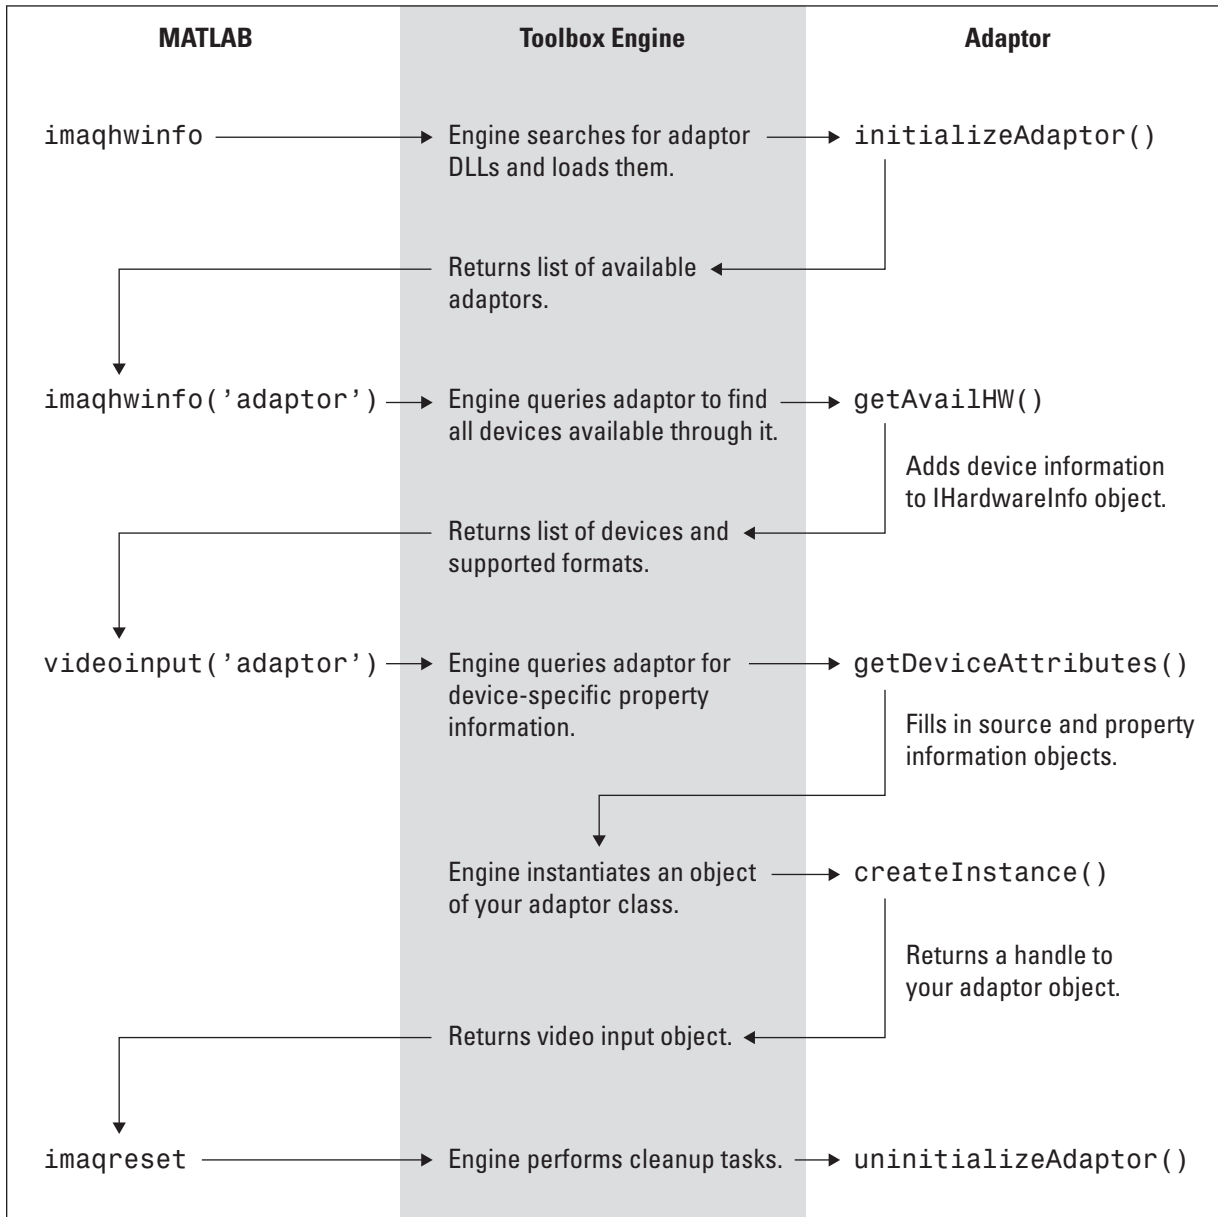 MATLAB
Toolbox Engine
Adaptor
imaqhwinfo
Engine searches for adaptor
DLLs and loads them.
initializeAdaptor()
Returns list of available
adaptors.
imaqhwinfo('adaptor')
Engine queries adaptor to find
all devices available through it.
getAvailHW()
Adds device information
to IHardwareInfo object.
Returns list of devices and
supported formats.
videoinput('adaptor')
Engine queries adaptor for
device-specific property
information.
getDeviceAttributes()
Fills in source and property
information objects.
Engine instantiates an object
of your adaptor class.
createInstance()
Returns a handle to
your adaptor object.
Returns video input object.
imaqreset
Engine performs cleanup tasks.
uninitializeAdaptor()